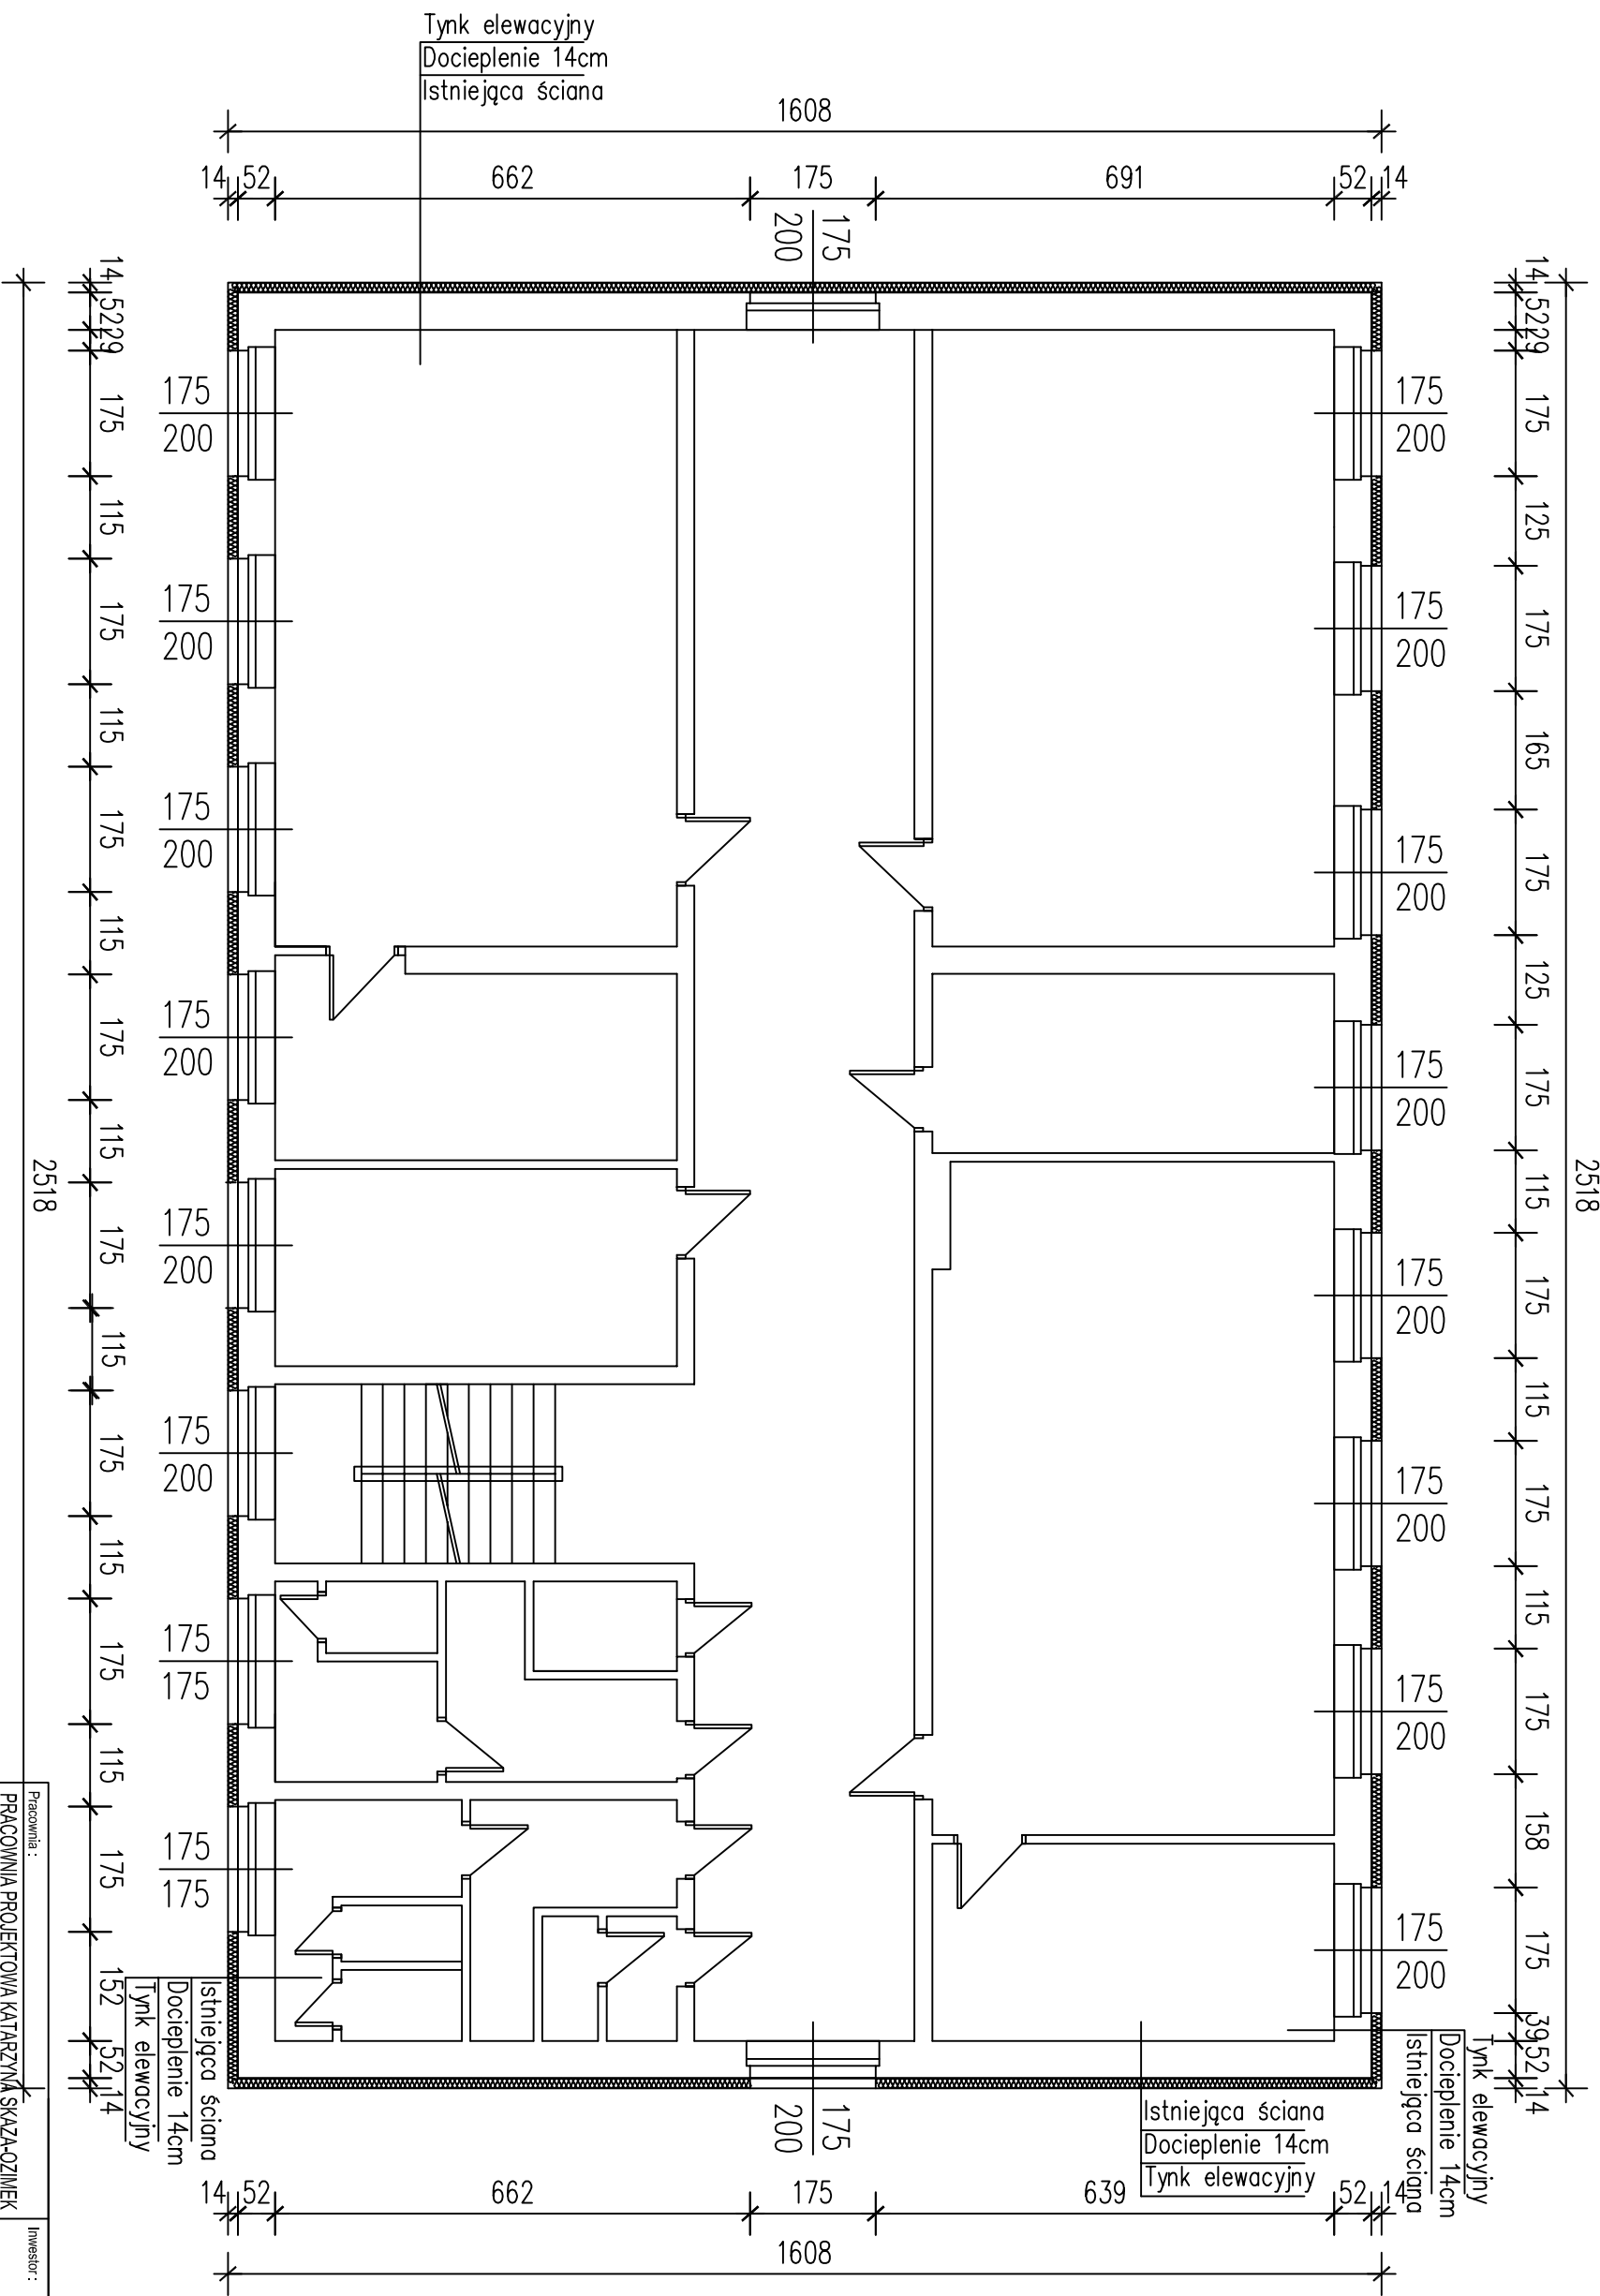 Tynk elewacyjny
Docieplenie 14cm
Istniejąca ściana
1608
14 52 662 175 691 52 14
175
200
14 52 29 175 125 175 165 175 125 175 115 175 115 175 115 175 158 175 39 52 14
2518
175
200
175
200
175
200
175
200
175
200
175
200
175
200
175
200
14 52 29 175 115 175 115 175 115 175 115 175 115 175 115 175 115 175 152 52 14
2518
175
200
175
200
175
200
175
200
175
200
175
200
175
175
175
175
Tynk elewacyjny
Docieplenie 14cm
Istniejąca ściana
Istniejąca ściana
Docieplenie 14cm
Tynk elewacyjny
Istniejąca ściana
Docieplenie 14cm
Tynk elewacyjny
175
200
14 52 662 175 639 52 14
1608
Pracownia :
PRACOWNIA PROJEKTOWA KATARZYNA SKAZA-OZIMEK
Inwestor :